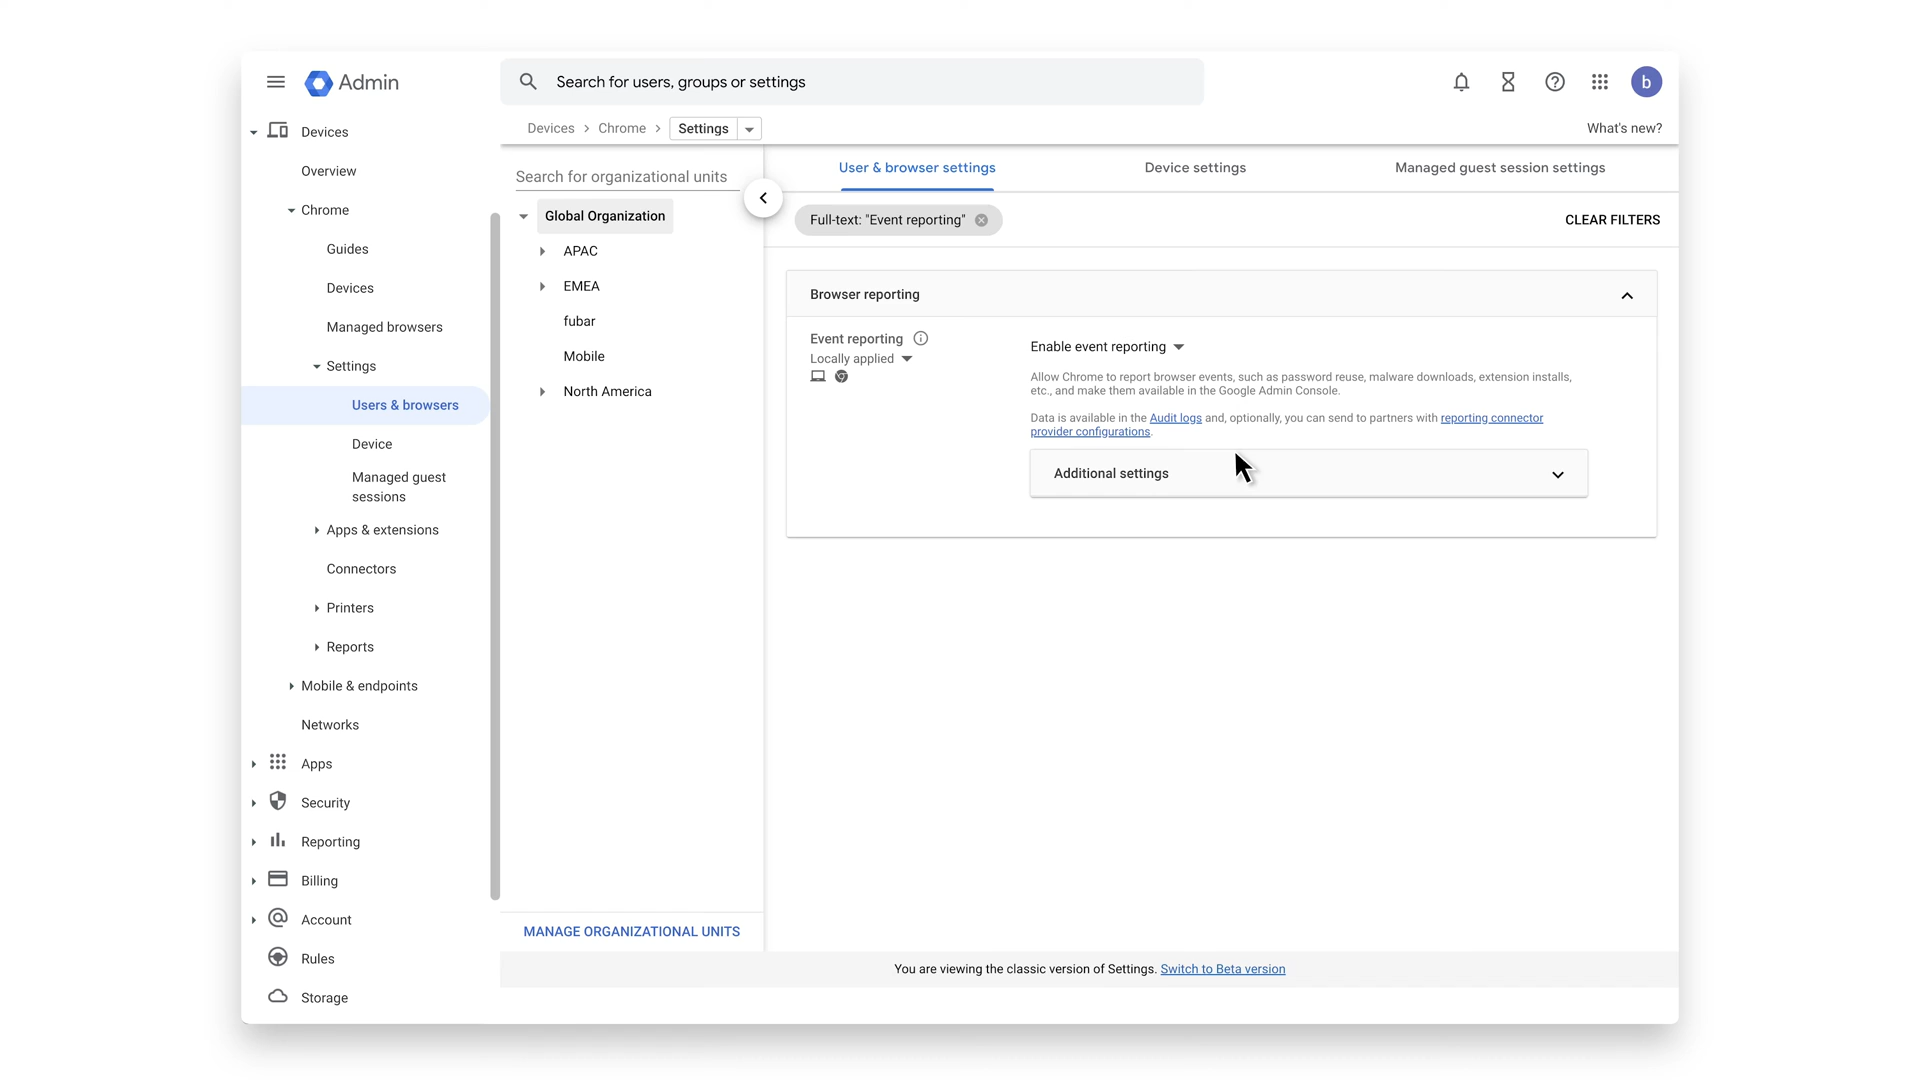 Admin
Search for users, groups or settings
b
Devices
Overview
Chrome
Guides
Devices
Managed browsers
Settings
Users & browsers
Device
Managed guest
sessions
Apps & extensions
Connectors
Printers
Reports
Mobile & endpoints
Networks
Apps
Security
Reporting
Billing
Account
Rules
Storage
Devices > Chrome > Settings
What's new?
Search for organizational units
Global Organization
APAC
EMEA
fubar
Mobile
North America
MANAGE ORGANIZATIONAL UNITS
User & browser settings
Device settings
Managed guest session settings
Full-text: "Event reporting"
CLEAR FILTERS
Browser reporting
Event reporting
Locally applied
Enable event reporting
Allow Chrome to report browser events, such as password reuse, malware downloads, extension installs,
etc., and make them available in the Google Admin Console.
Data is available in the Audit logs and, optionally, you can send to partners with reporting connector
provider configurations.
Additional settings
You are viewing the classic version of Settings. Switch to Beta version